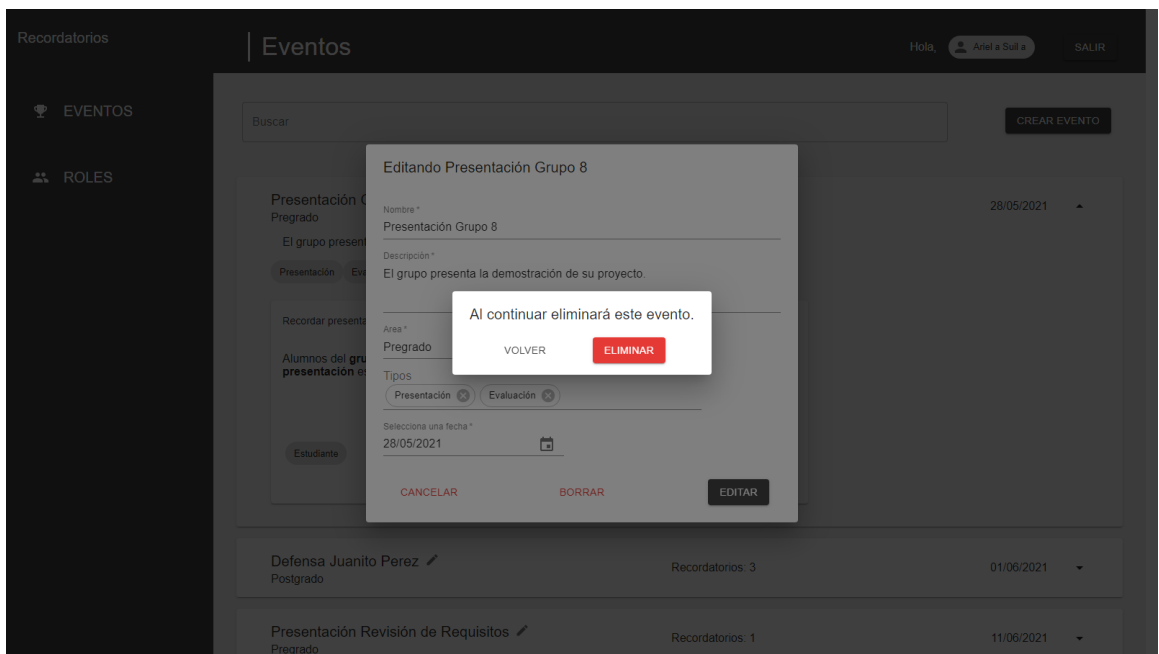 Recordatorios
Eventos
Hola,
Ariel a Suil a
SALIR
EVENTOS
ROLES
Buscar
CREAR EVENTO
Presentación
Pregrado
El grupo present
Presentación
Eva
28/05/2021
Recordar presenta
Alumnos del gru
presentación es
Estudiante
Editando Presentación Grupo 8
Nombre *
Presentación Grupo 8
Descripción *
El grupo presenta la demostración de su proyecto.
Area *
Pregrado
Tipos
Presentación
Evaluación
Selecciona una fecha *
28/05/2021
CANCELAR
BORRAR
EDITAR
Al continuar eliminará este evento.
VOLVER
ELIMINAR
Defensa Juanito Perez
Postgrado
Recordatorios: 3
01/06/2021
Presentación Revisión de Requisitos
Pregrado
Recordatorios: 1
11/06/2021